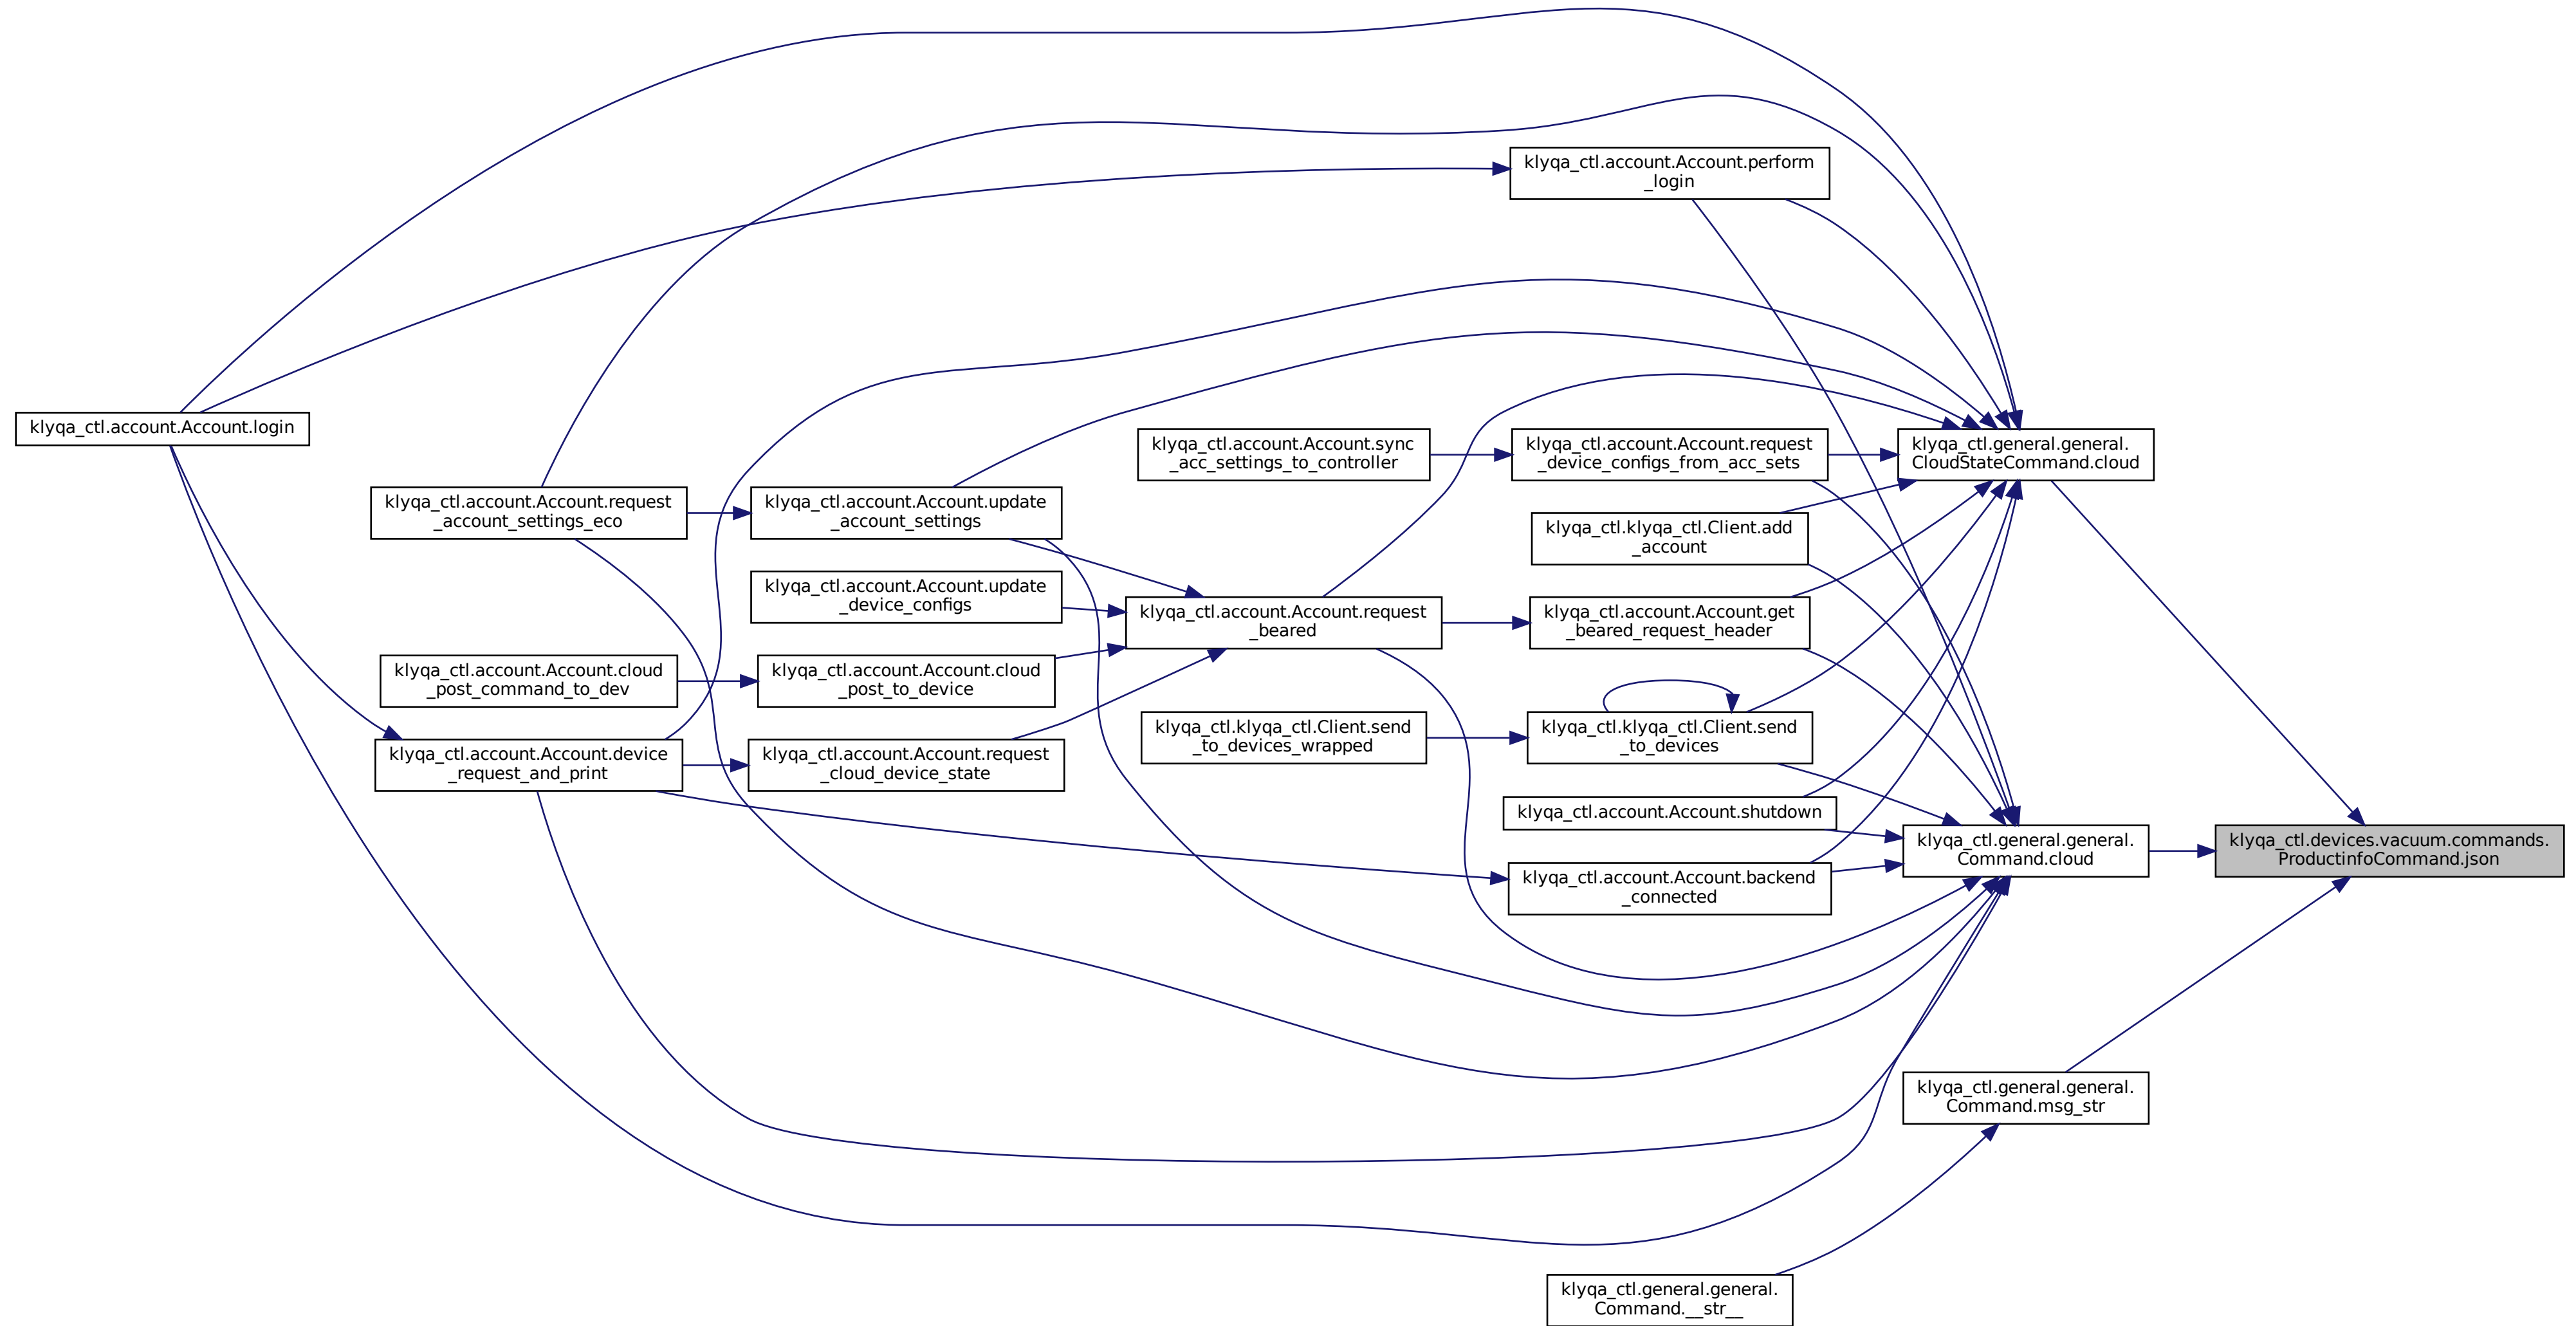 klyqa_ctl.account.Account.perform
_login
klyqa_ctl.account.Account.login
klyqa_ctl.account.Account.sync
_acc_settings_to_controller
klyqa_ctl.account.Account.request
_device_configs_from_acc_sets
klyqa_ctl.general.general.
CloudStateCommand.cloud
klyqa_ctl.account.Account.request
_account_settings_eco
klyqa_ctl.account.Account.update
_account_settings
klyqa_ctl.klyqa_ctl.Client.add
_account
klyqa_ctl.account.Account.update
_device_configs
klyqa_ctl.account.Account.request
_beared
klyqa_ctl.account.Account.get
_beared_request_header
klyqa_ctl.account.Account.cloud
_post_command_to_dev
klyqa_ctl.account.Account.cloud
_post_to_device
klyqa_ctl.klyqa_ctl.Client.send
_to_devices_wrapped
klyqa_ctl.klyqa_ctl.Client.send
_to_devices
klyqa_ctl.account.Account.device
_request_and_print
klyqa_ctl.account.Account.request
_cloud_device_state
klyqa_ctl.account.Account.shutdown
klyqa_ctl.general.general.
Command.cloud
klyqa_ctl.devices.vacuum.commands.
ProductinfoCommand.json
klyqa_ctl.account.Account.backend
_connected
klyqa_ctl.general.general.
Command.msg_str
klyqa_ctl.general.general.
Command.__str__